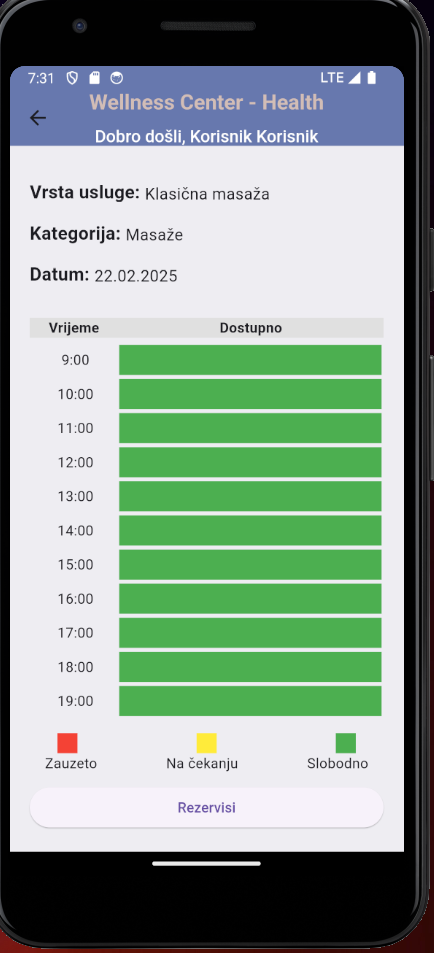 7:31 LTE
Wellness Center - Health
Dobro došli, Korisnik Korisnik
Vrsta usluge: Klasična masaža
Kategorija: Masaže
Datum: 22.02.2025
Vrijeme Dostupno
9:00
10:00
11:00
12:00
13:00
14:00
15:00
16:00
17:00
18:00
19:00
Zauzeto Na čekanju Slobodno
Rezervisi